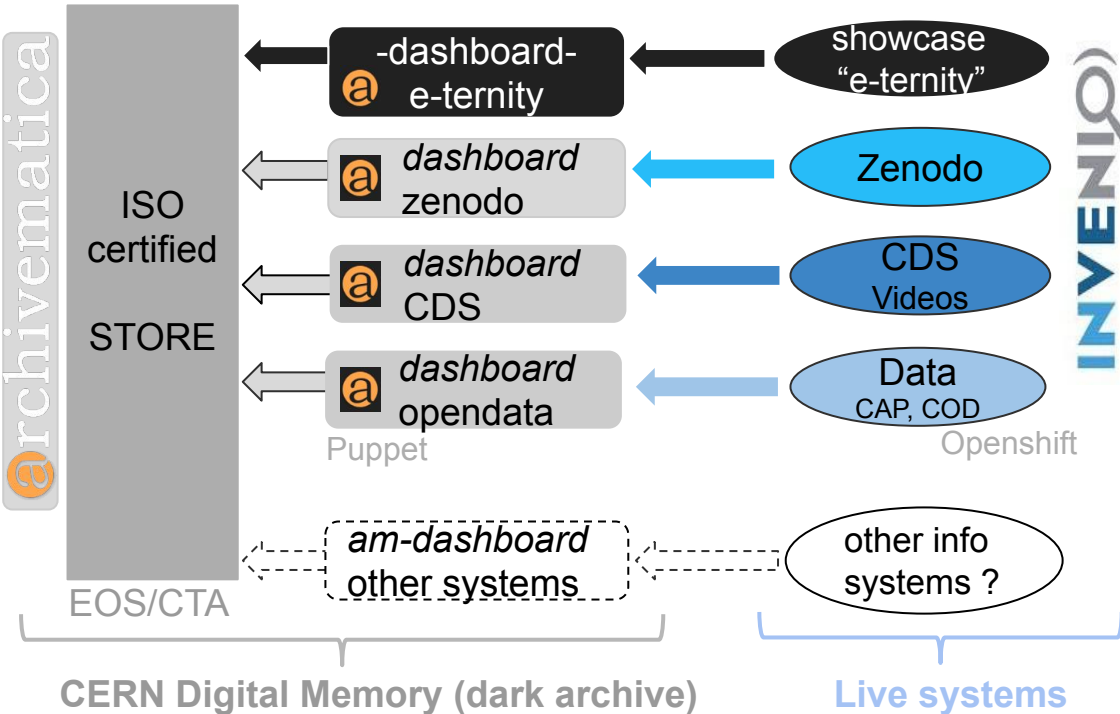 archivematica
ISO
certified
STORE
EOS/CTA
-dashboard-
a e-ternity
showcase
“e-ternity”
a dashboard
zenodo
Zenodo
a dashboard
CDS
CDS
Videos
a dashboard
opendata
Data
CAP, COD
Puppet
Openshift
am-dashboard
other systems
other info
systems ?
INVENIO
CERN Digital Memory (dark archive)
Live systems